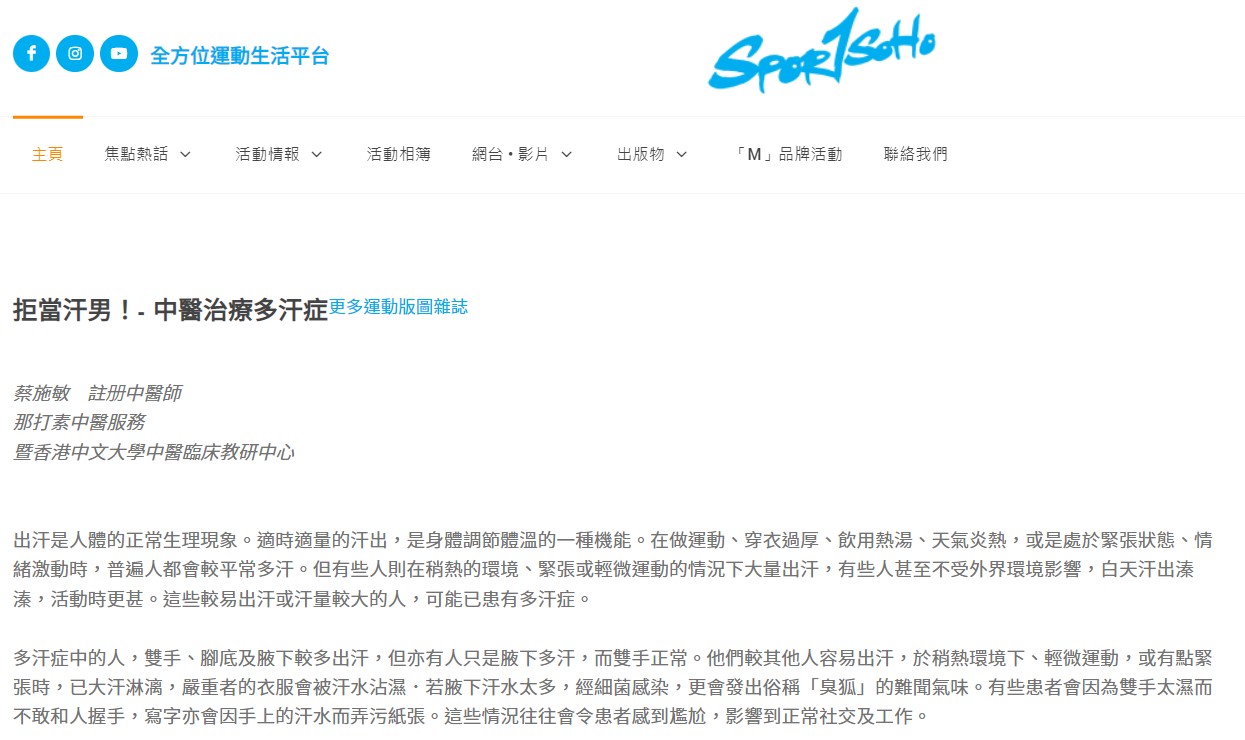 全方位運動生活平台
SPORTSOHO
主頁
焦點熱話
活動情報
活動相簿
網台•影片
出版物
「M」品牌活動
聯絡我們
拒當汗男！- 中醫治療多汗症更多運動版圖雜誌
蔡施敏　註册中醫師
那打素中醫服務
暨香港中文大學中醫臨床教研中心
出汗是人體的正常生理現象。適時適量的汗出，是身體調節體溫的一種機能。在做運動、穿衣過厚、飲用熱湯、天氣炎熱，或是處於緊張狀態、情
緒激動時，普遍人都會較平常多汗。但有些人則在稍熱的環境、緊張或輕微運動的情況下大量出汗，有些人甚至不受外界環境影響，白天汗出溱
溱，活動時更甚。這些較易出汗或汗量較大的人，可能已患有多汗症。
多汗症中的人，雙手、腳底及腋下較多出汗，但亦有人只是腋下多汗，而雙手正常。他們較其他人容易出汗，於稍熱環境下、輕微運動，或有點緊
張時，已大汗淋漓，嚴重者的衣服會被汗水沾濕．若腋下汗水太多，經細菌感染，更會發出俗稱「臭狐」的難聞氣味。有些患者會因為雙手太濕而
不敢和人握手，寫字亦會因手上的汗水而弄污紙張。這些情況往往會令患者感到尷尬，影響到正常社交及工作。